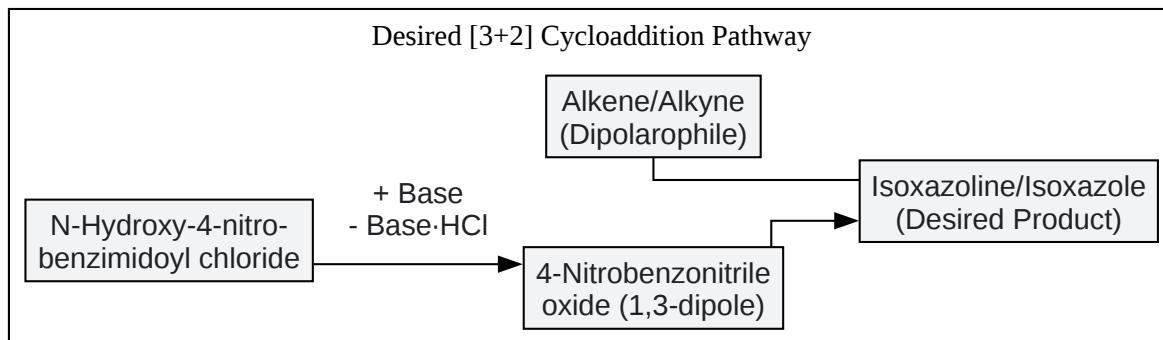 Desired [3+2] Cycloaddition Pathway
Alkene/Alkyne
(Dipolarophile)
Isoxazoline/Isoxazole
(Desired Product)
+ Base
- Base·HCl
N-Hydroxy-4-nitro-
benzimidoyl chloride
4-Nitrobenzonitrile
oxide (1,3-dipole)